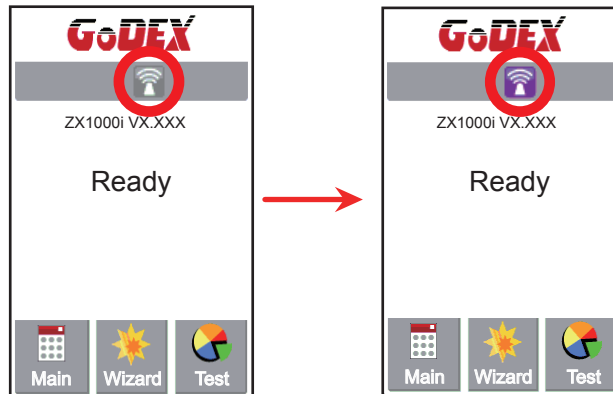 GoDEX
ZX1000i VX.XXX
Ready
Main Wizard Test
GoDEX
ZX1000i VX.XXX
Ready
Main Wizard Test